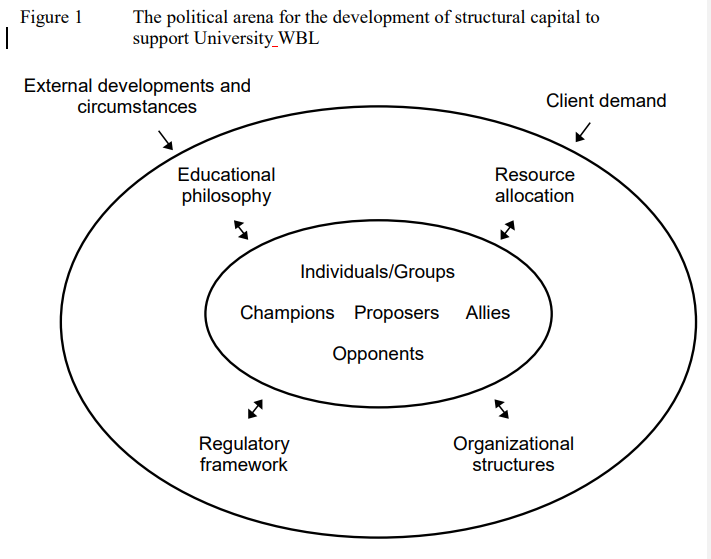 Figure 1 The political arena for the development of structural capital to
support University WBL
External developments and
circumstances
Client demand
Educational
philosophy
Resource
allocation
Individuals/Groups
Champions Proposers Allies
Opponents
Regulatory
framework
Organizational
structures